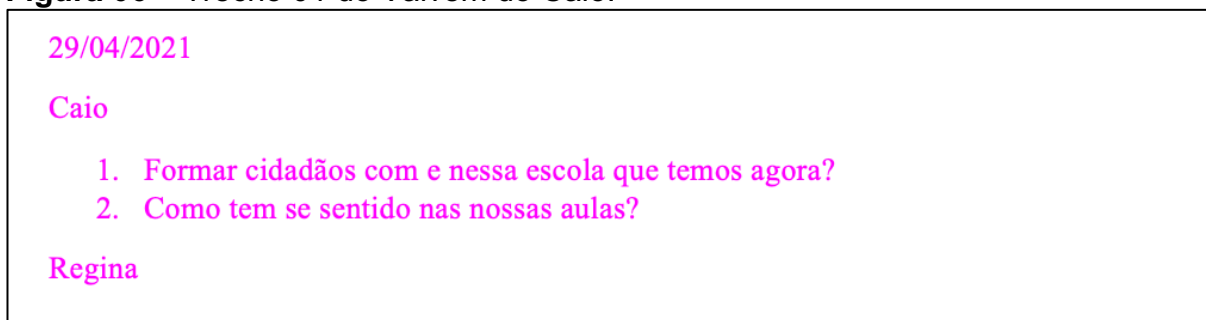 29/04/2021
Caio
1. Formar cidadãos com e nessa escola que temos agora?
2. Como tem se sentido nas nossas aulas?
Regina